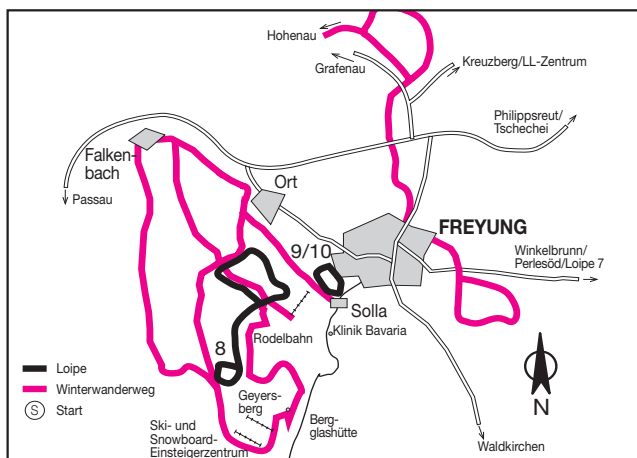 Hohenau
Grafenau
Kreuzberg/LL-Zentrum
Philippsreut/
Tschechei
Falken-
bach
Passau
Ort
FREYUNG
9/10
Winkelbrunn/
Perlesöd/Loipe 7
Solla
Klinik Bavaria
Rodelbahn
8
Loipe
Winterwanderweg
S Start
Geyers-
berg
Berg-
glashütte
Ski- und
Snowboard-
Einsteigerzentrum
N
Waldkirchen